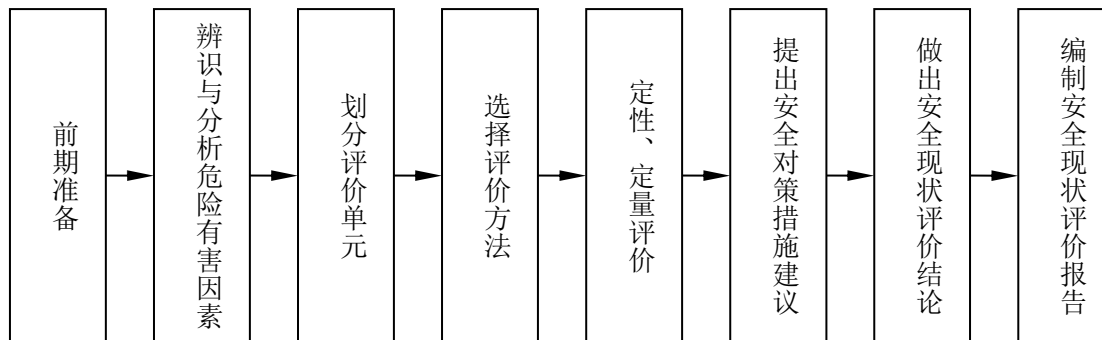 前期准备
辨识与分析危险有害因素
划分评价单元
选择评价方法
定性、定量评价
提出安全对策措施建议
做出安全现状评价结论
编制安全现状评价报告